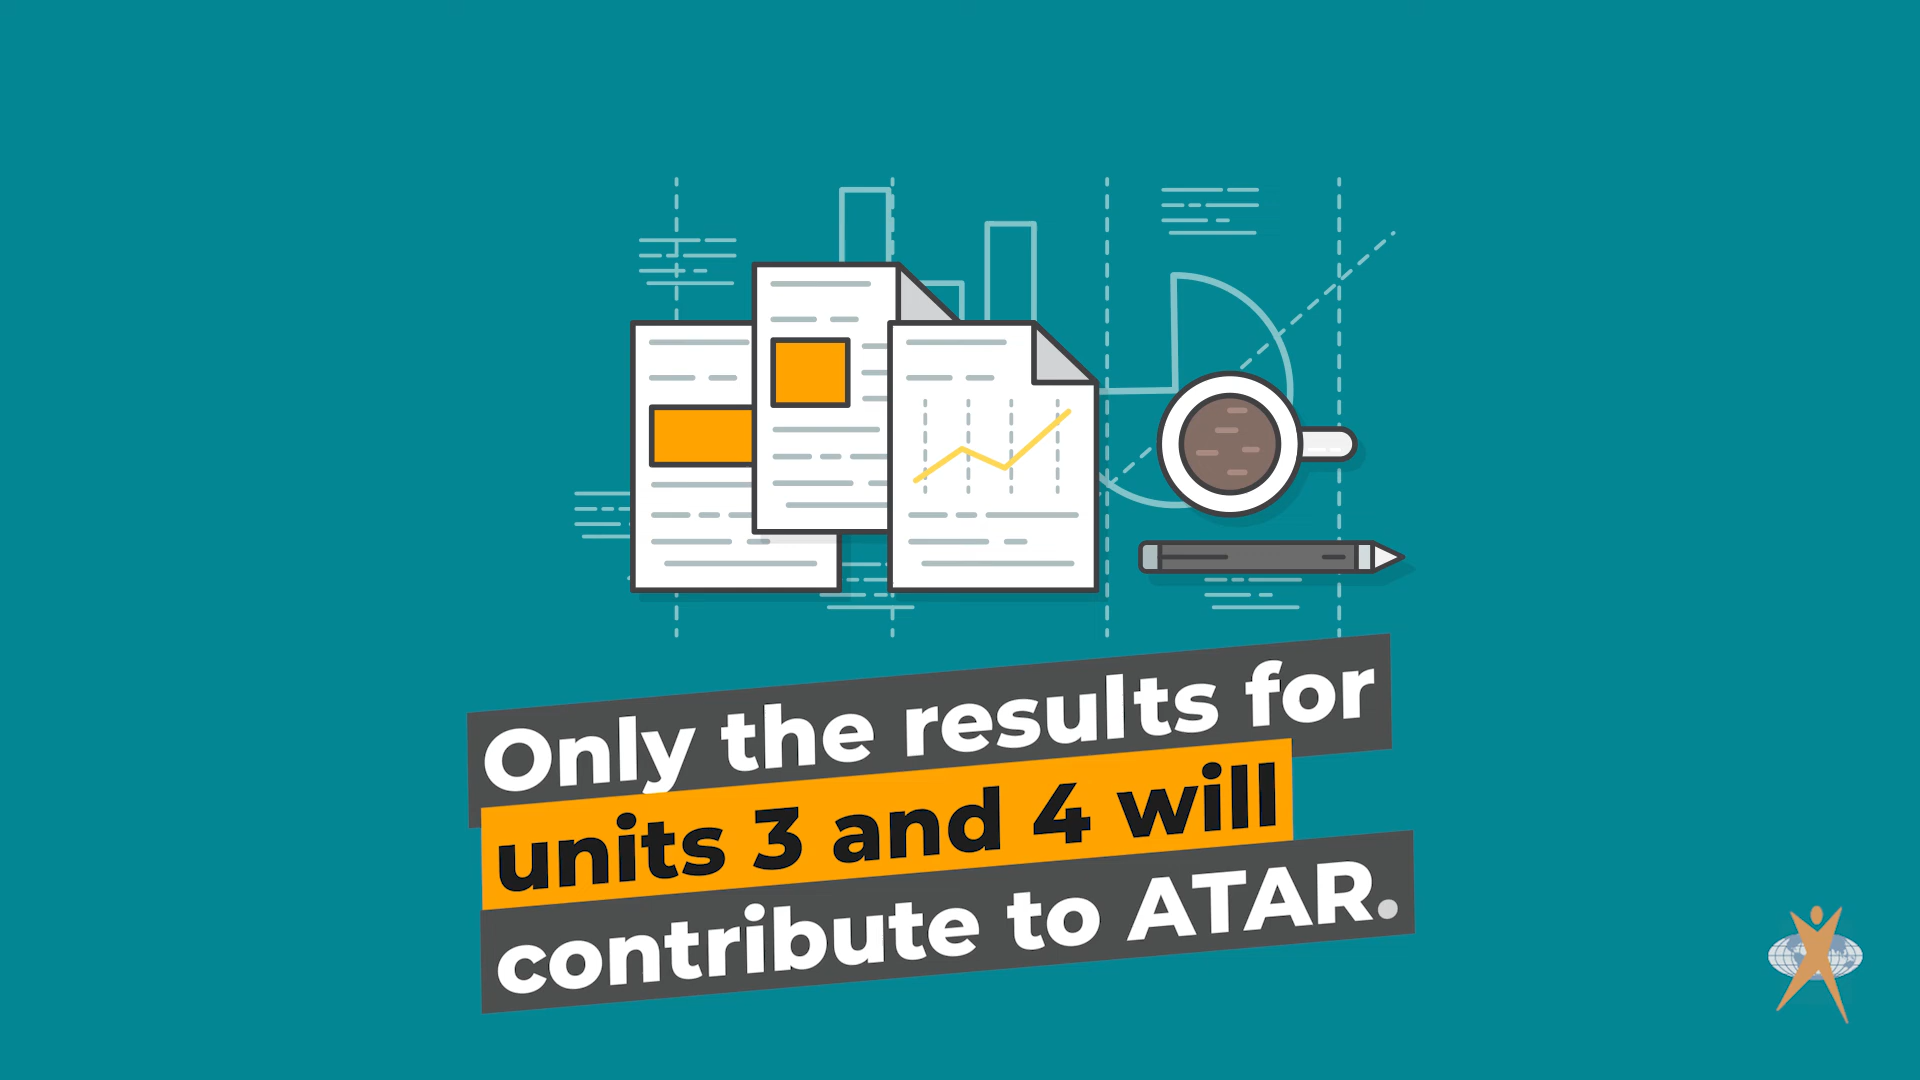 Only the results for
units 3 and 4 will
contribute to ATAR.